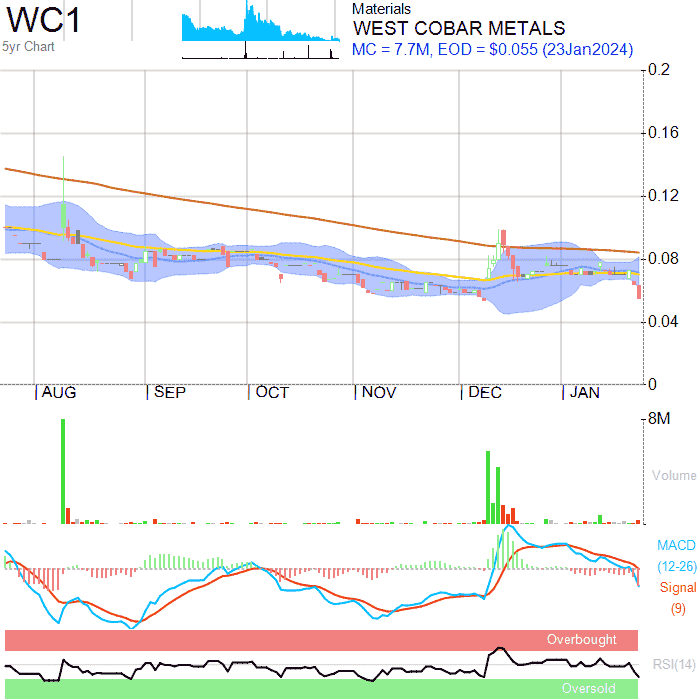 WC1
5yr Chart
Materials
WEST COBAR METALS
MC = 7.7M, EOD = $0.055 (23Jan2024)
0.2
0.16
0.12
0.08
0.04
0
AUG SEP OCT NOV DEC JAN
8M
Volume
MACD
(12-26)
Signal
(9)
Overbought
RSI(14)
Oversold